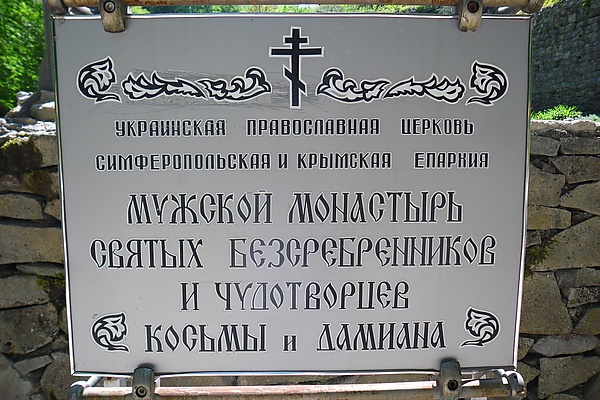 УКРАИНСКАЯ ПРАВОСЛАВНАЯ ЦЕРКОВЬ
СИМФЕРОПОЛЬСКАЯ И КРЫМСКАЯ ЕПАРХИЯ
МУЖСКОЙ МОНАСТЫРЬ
СВЯТЫХ БЕЗСРЕБРЕННИКОВ
И ЧУДОТВОРЦЕВ
КОСЬМЫ И ДАМИАНА